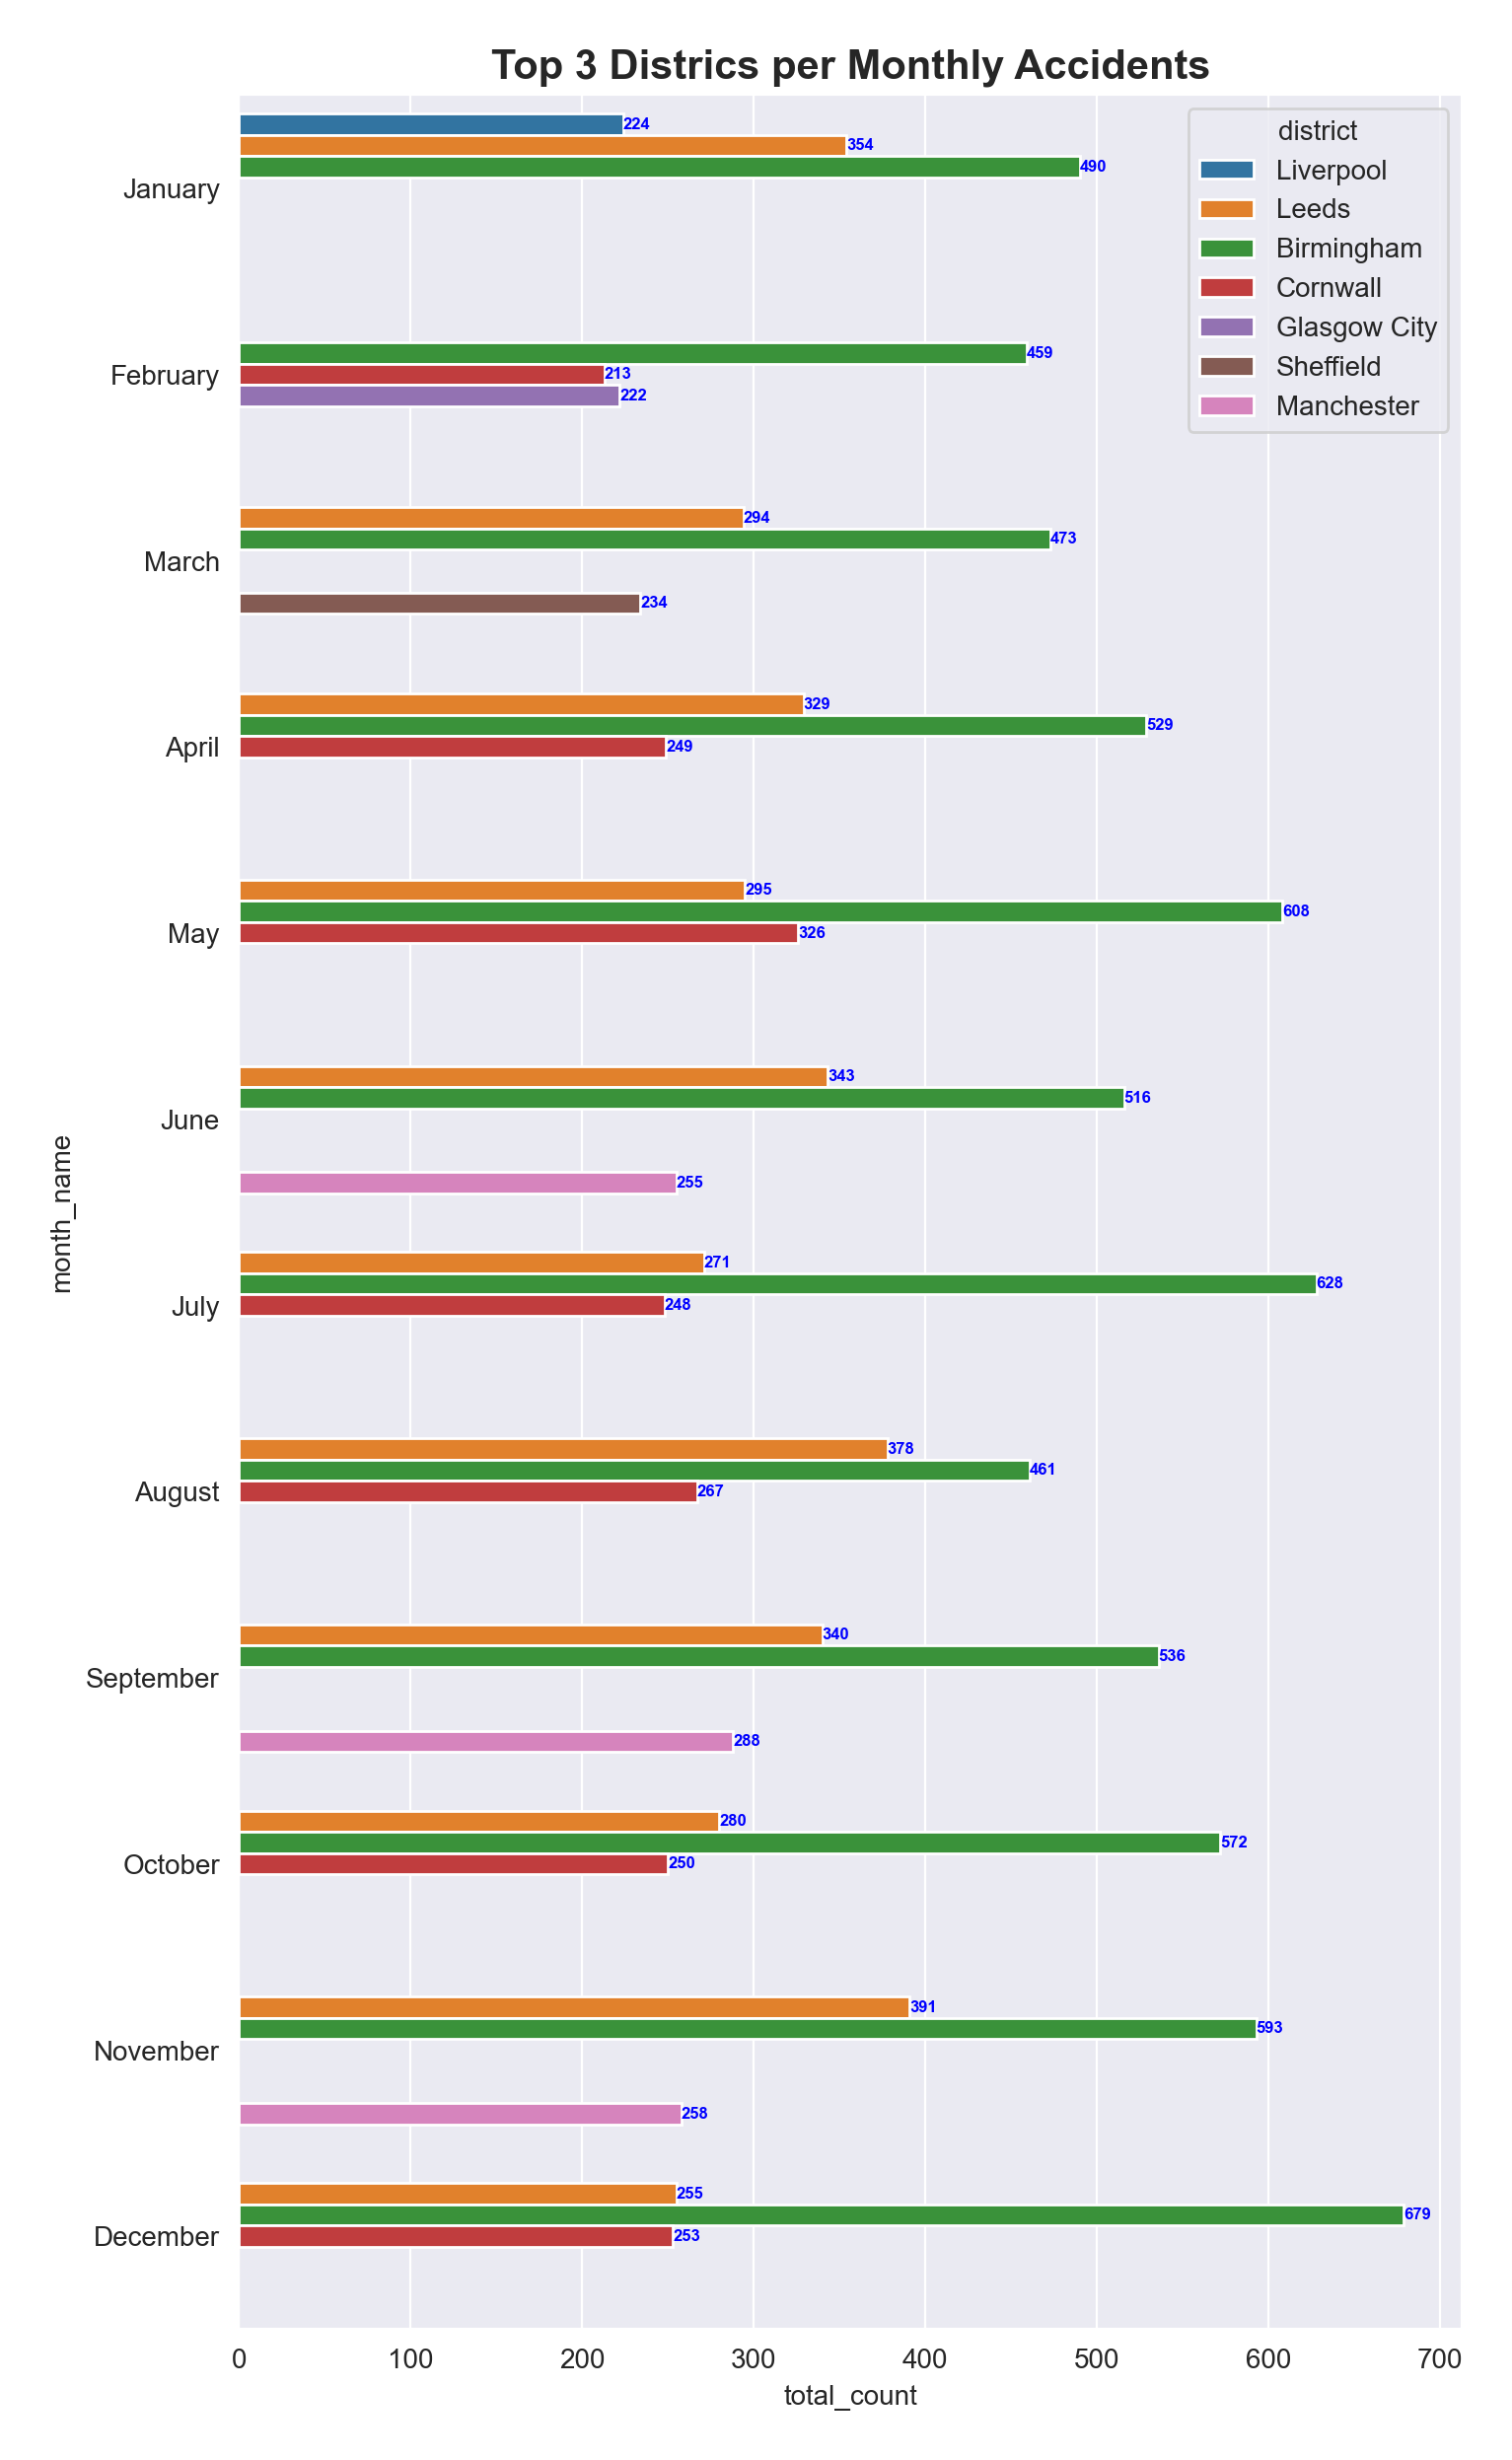 Top 3 Districs per Monthly Accidents
district
Liverpool
Leeds
Birmingham
Cornwall
Glasgow City
Sheffield
Manchester
month_name
January
224
354
490
February
459
213
222
March
294
473
234
April
329
529
249
May
295
608
326
June
343
516
255
July
271
628
248
August
378
461
267
September
340
536
288
October
280
572
250
November
391
593
258
December
255
679
253
0 100 200 300 400 500 600 700
total_count